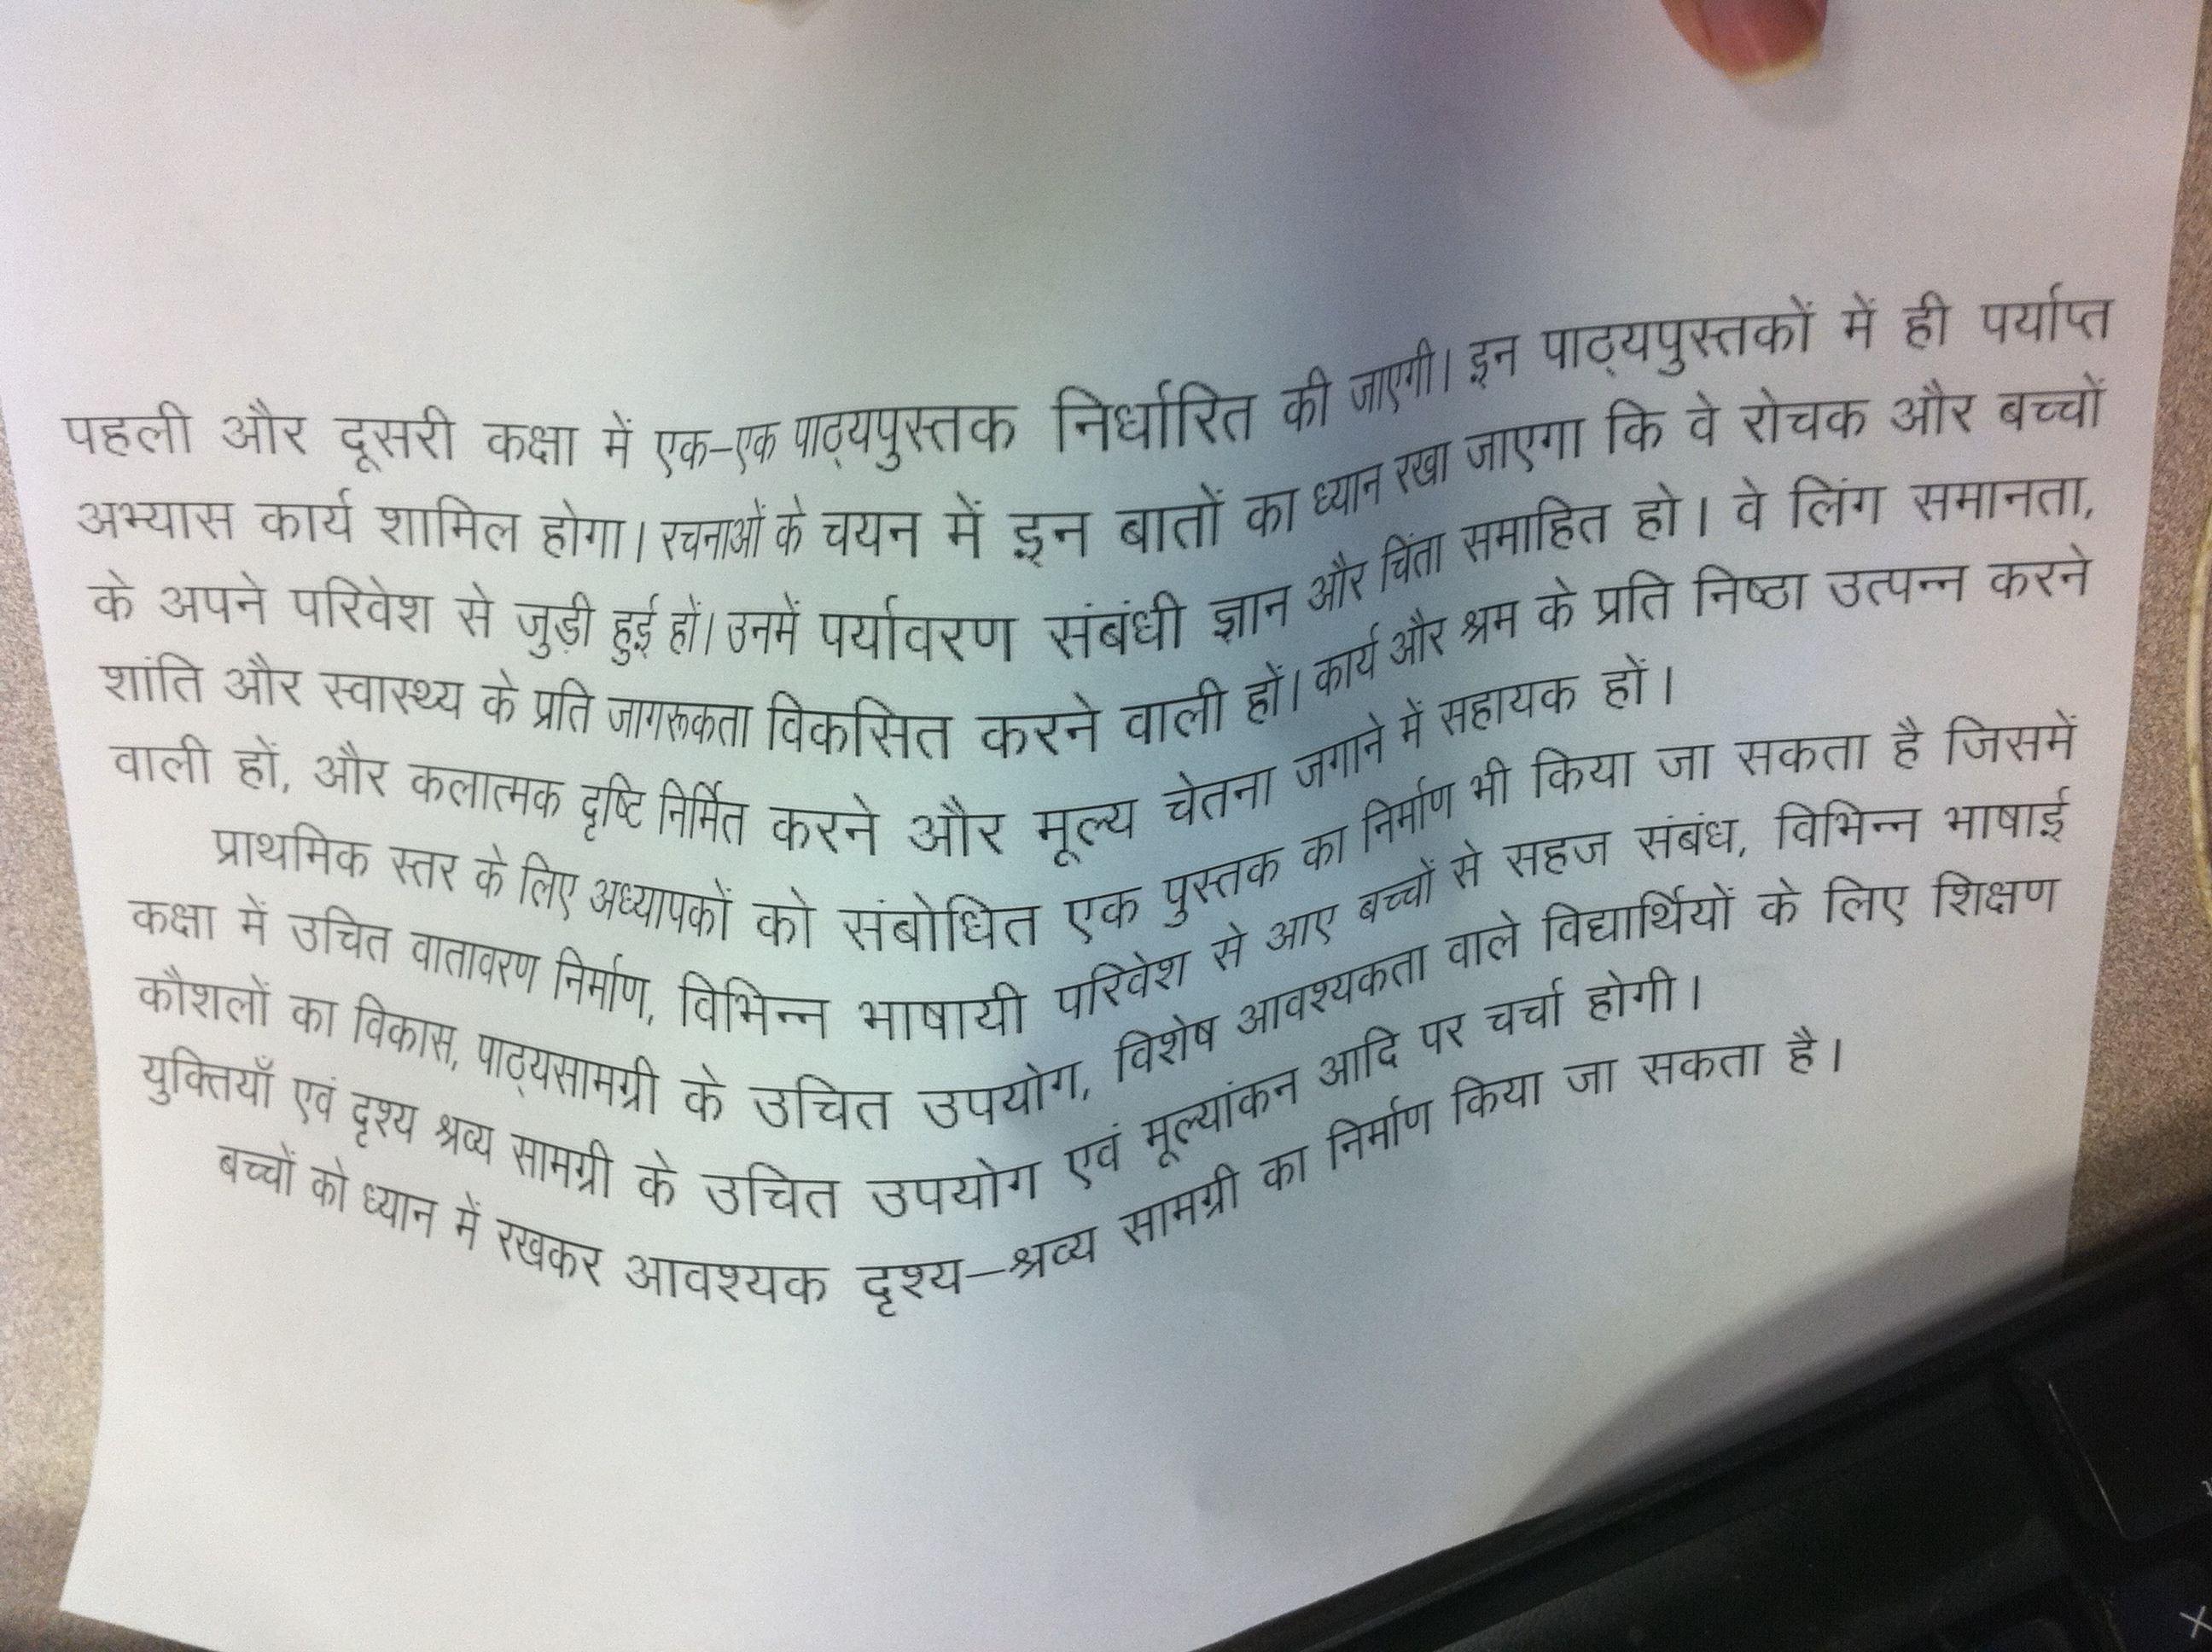 पहली और दूसरी कक्षा में एक–एक पाठ्यपुस्तक निर्धारित की जाएगी। इन पाठ्यपुस्तकों में ही पर्याप्त
अभ्यास कार्य शामिल होगा। रचनाओं के चयन में इन बातों का ध्यान रखा जाएगा कि वे रोचक और बच्चों
के अपने परिवेश से जुड़ी हुई हों। उनमें पर्यावरण संबंधी ज्ञान और चिंता समाहित हो। वे लिंग समानता,
शांति और स्वास्थ्य के प्रति जागरूकता विकसित करने वाली हों। कार्य और श्रम के प्रति निष्ठा उत्पन्न करने
वाली हों, और कलात्मक दृष्टि निर्मित करने और मूल्य चेतना जगाने में सहायक हों।
प्राथमिक स्तर के लिए अध्यापकों को संबोधित एक पुस्तक का निर्माण भी किया जा सकता है जिसमें
कक्षा में उचित वातावरण निर्माण, विभिन्न भाषायी परिवेश से आए बच्चों से सहज संबंध, विभिन्न भाषाई
कौशलों का विकास, पाठ्यसामग्री के उचित उपयोग, विशेष आवश्यकता वाले विद्यार्थियों के लिए शिक्षण
युक्तियाँ एवं दृश्य श्रव्य सामग्री के उचित उपयोग एवं मूल्यांकन आदि पर चर्चा होगी।
बच्चों को ध्यान में रखकर आवश्यक दृश्य–श्रव्य सामग्री का निर्माण किया जा सकता है।